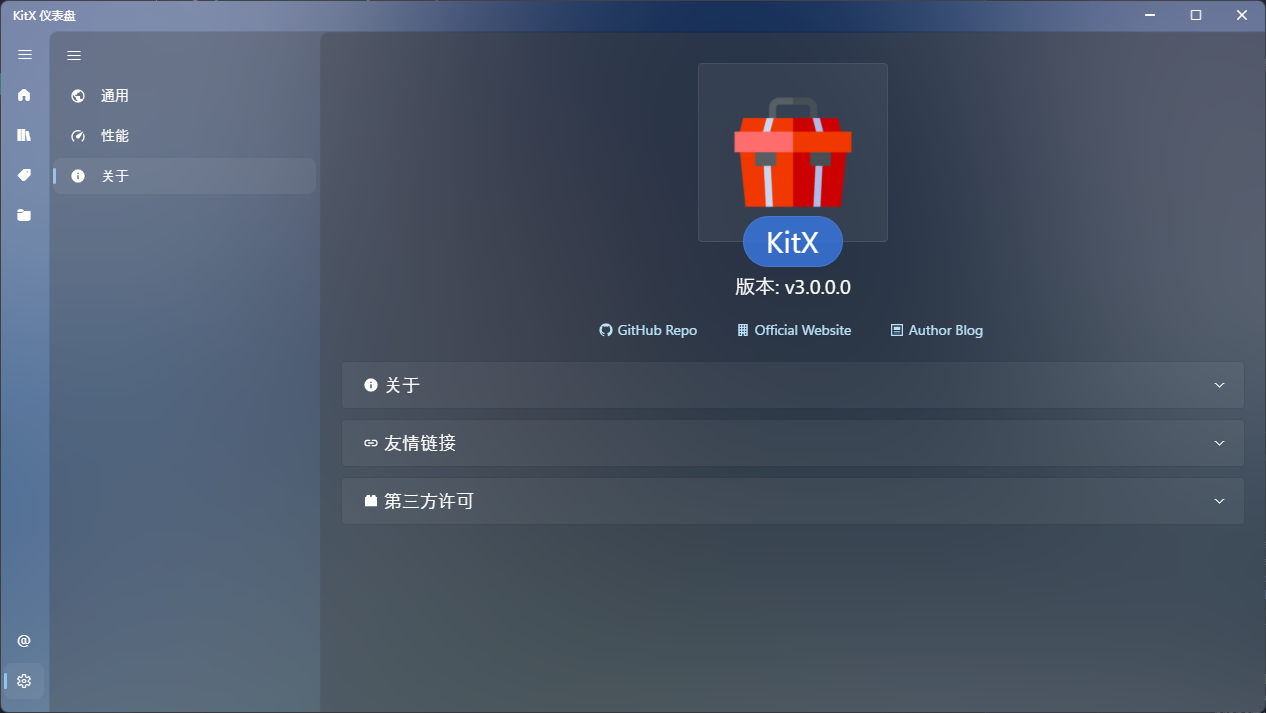 KitX 仪表盘
通用
性能
关于
KitX
版本: v3.0.0.0
GitHub Repo Official Website Author Blog
关于
友情链接
第三方许可
@